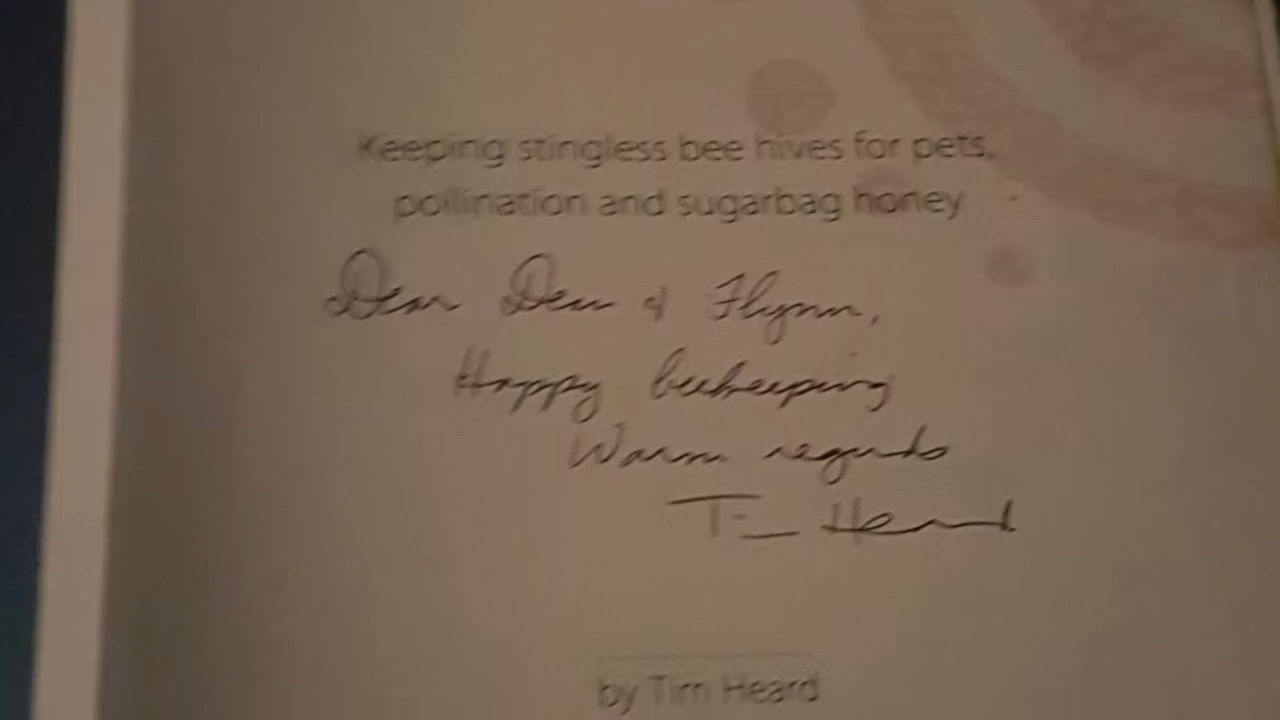 Keeping stingless bee hives for pets,
pollination and sugarbag honey
Dear Dew & Flynn,
Happy beekeeping
Warm regards
Tim Heard
by Tim Heard